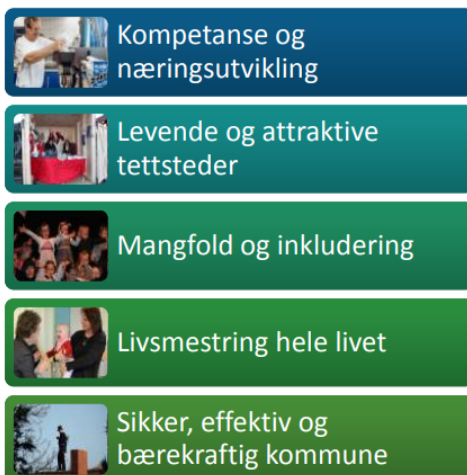 Kompetanse og
næringsutvikling
Levende og attraktive
tettsteder
Mangfold og inkludering
Livsmestring hele livet
Sikker, effektiv og
bærekraftig kommune